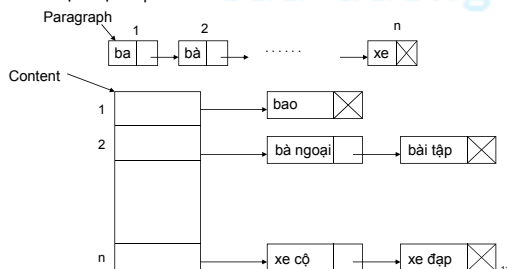 Paragraph
1 2 n
ba bà ...... xe
Content
1 bao
2 bà ngoại bài tập
n xe cộ xe đạp